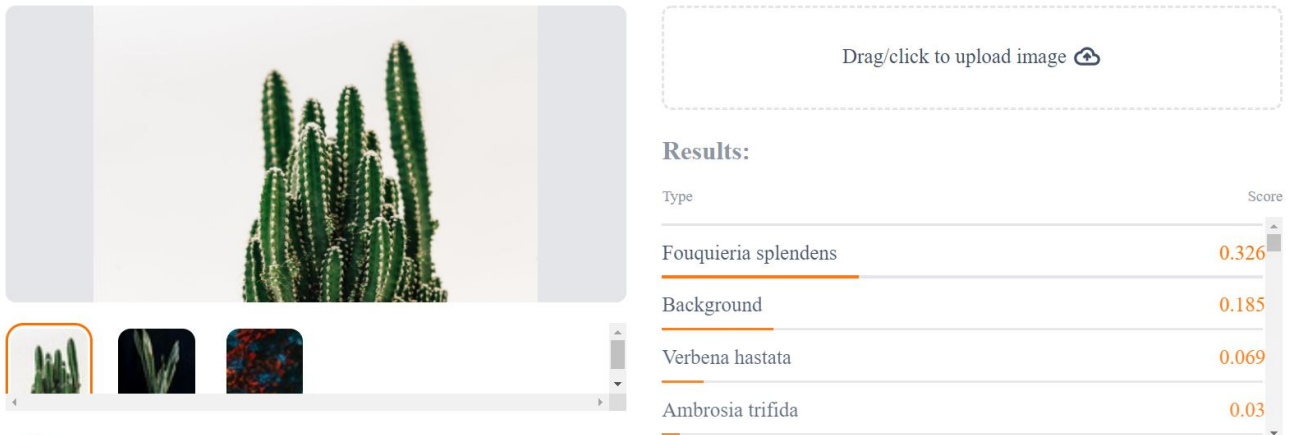 Drag/click to upload image
Results:
Type Score
Fouquieria splendens 0.326
Background 0.185
Verbena hastata 0.069
Ambrosia trifida 0.03